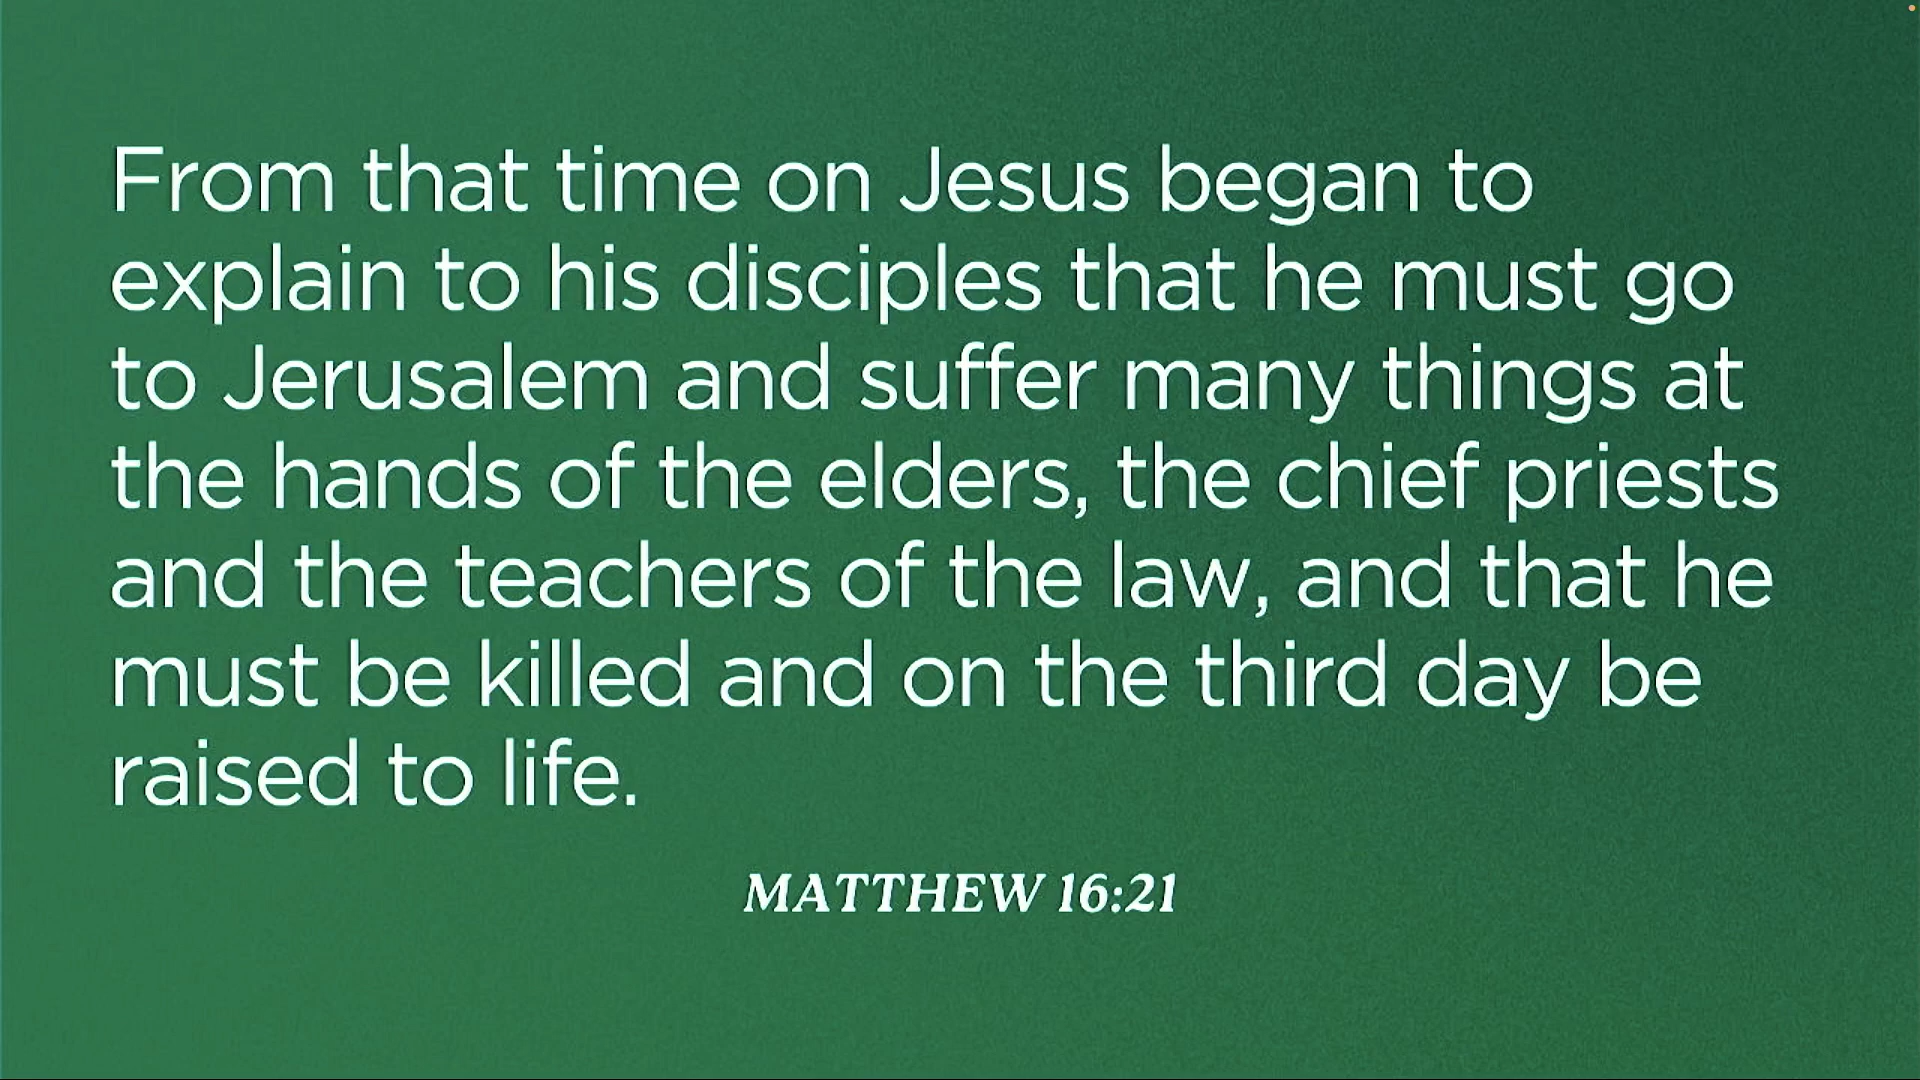 From that time on Jesus began to
explain to his disciples that he must go
to Jerusalem and suffer many things at
the hands of the elders, the chief priests
and the teachers of the law, and that he
must be killed and on the third day be
raised to life.
MATTHEW 16:21